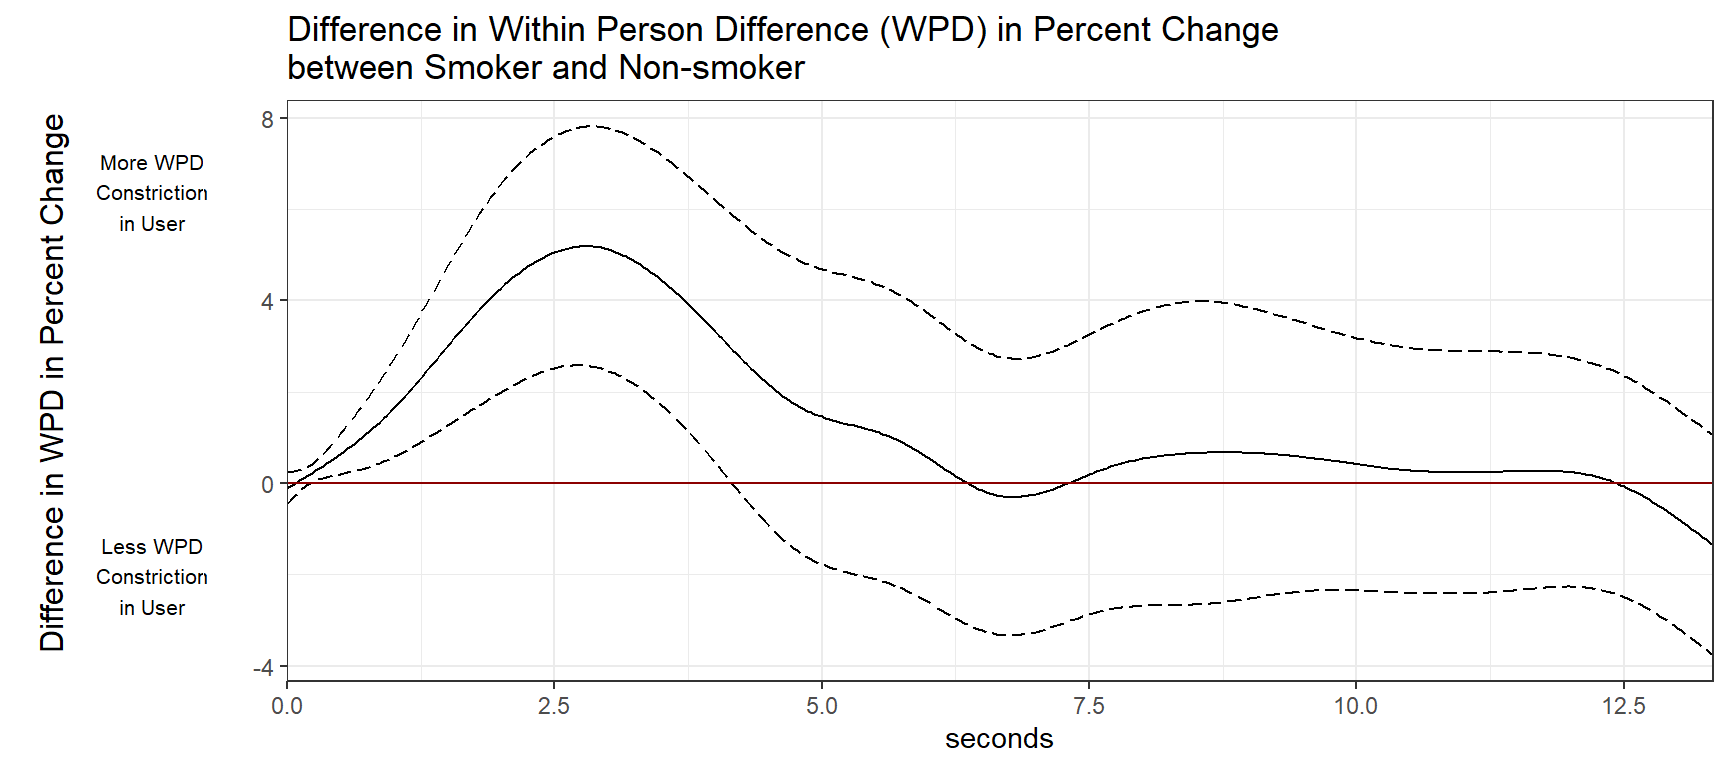 Difference in Within Person Difference (WPD) in Percent Change
between Smoker and Non-smoker
Difference in WPD in Percent Change
More WPD
Constriction
in User
Less WPD
Constriction
in User
8
4
0
-4
0.0
2.5
5.0
7.5
10.0
12.5
seconds